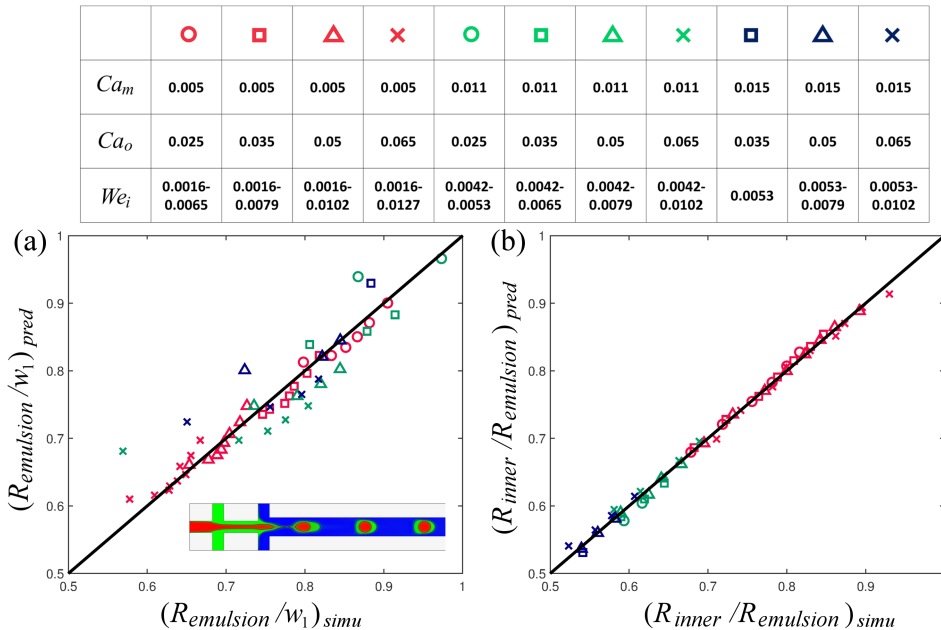 Ca_m 0.005 0.005 0.005 0.005 0.011 0.011 0.011 0.011 0.015 0.015 0.015
Ca_o 0.025 0.035 0.05 0.065 0.025 0.035 0.05 0.065 0.035 0.05 0.065
We_i 0.0016-0.0065 0.0016-0.0079 0.0016-0.0102 0.0016-0.0127 0.0042-0.0053 0.0042-0.0065 0.0042-0.0079 0.0042-0.0102 0.0053 0.0053-0.0079 0.0053-0.0102
(a)
(R_emulsion/w_1)_pred
1
0.9
0.8
0.7
0.6
0.5
0.5 0.6 0.7 0.8 0.9 1
(R_emulsion/w_1)_simu
(b)
(R_inner/R_emulsion)_pred
1
0.9
0.8
0.7
0.6
0.5
0.5 0.6 0.7 0.8 0.9
(R_inner/R_emulsion)_simu